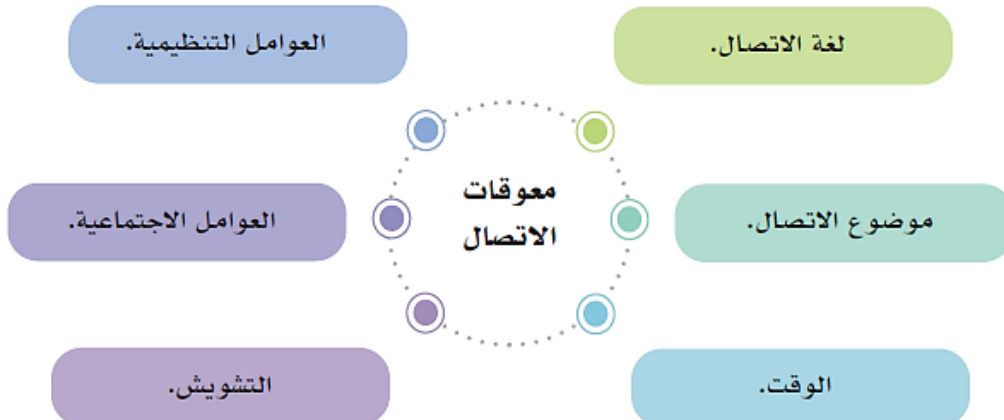 لغة الاتصال.
العوامل التنظيمية.
معوقات
الاتصال
موضوع الاتصال.
العوامل الاجتماعية.
الوقت.
التشويش.